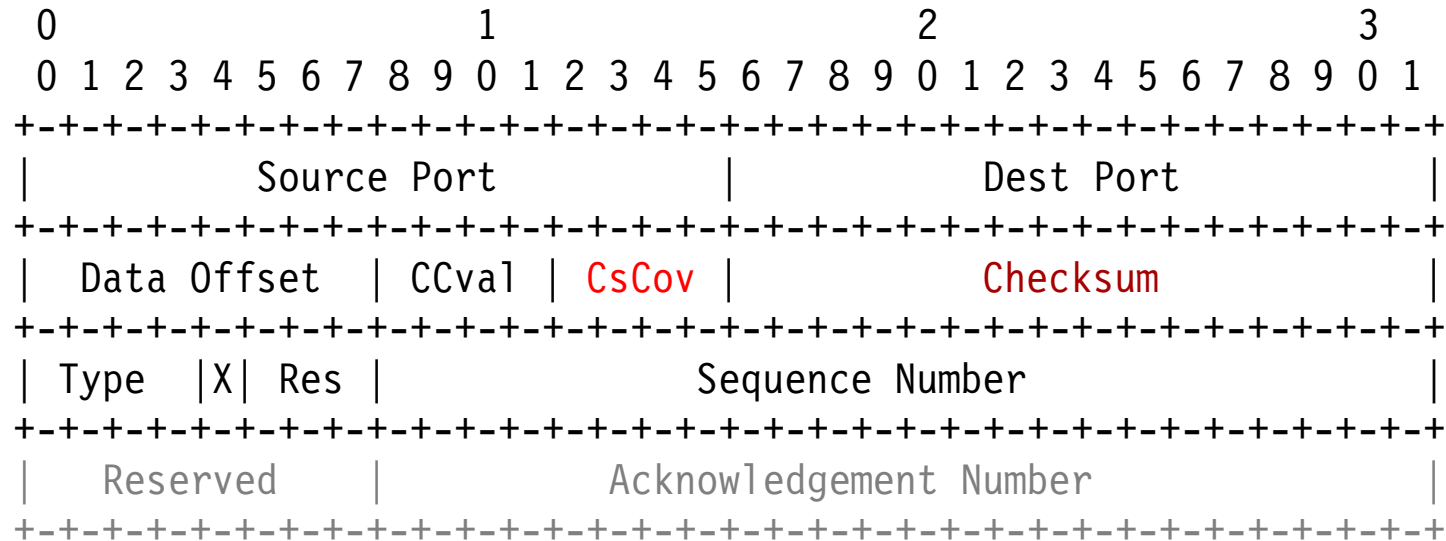 0                   1                   2                   3
 0 1 2 3 4 5 6 7 8 9 0 1 2 3 4 5 6 7 8 9 0 1 2 3 4 5 6 7 8 9 0 1
+-+-+-+-+-+-+-+-+-+-+-+-+-+-+-+-+-+-+-+-+-+-+-+-+-+-+-+-+-+-+-+-+
|          Source Port          |           Dest Port           |
+-+-+-+-+-+-+-+-+-+-+-+-+-+-+-+-+-+-+-+-+-+-+-+-+-+-+-+-+-+-+-+-+
|  Data Offset  | CCval | CsCov |           Checksum            |
+-+-+-+-+-+-+-+-+-+-+-+-+-+-+-+-+-+-+-+-+-+-+-+-+-+-+-+-+-+-+-+-+
| Type  |X| Res |              Sequence Number                  |
+-+-+-+-+-+-+-+-+-+-+-+-+-+-+-+-+-+-+-+-+-+-+-+-+-+-+-+-+-+-+-+-+
|   Reserved    |          Acknowledgement Number               |
+-+-+-+-+-+-+-+-+-+-+-+-+-+-+-+-+-+-+-+-+-+-+-+-+-+-+-+-+-+-+-+-+